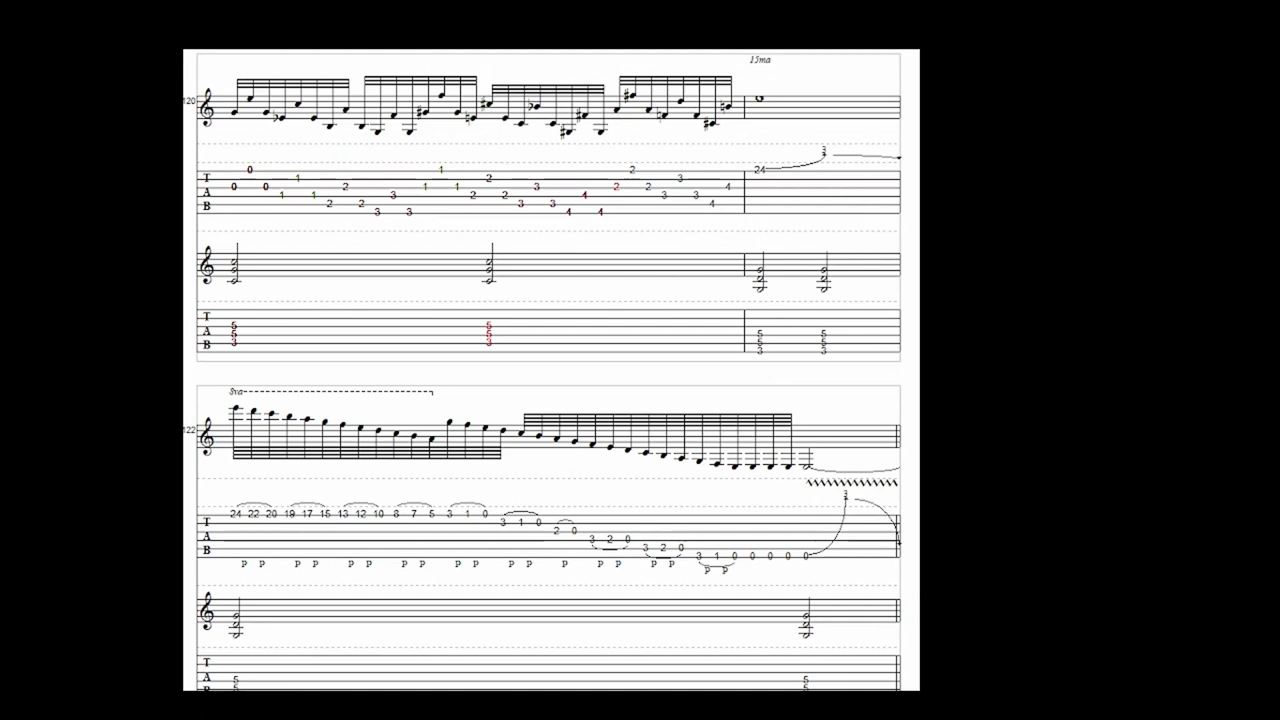 15ma
120
3
0 1 2 24
T 1 2 3
0 0 2 1 1 3 2 2 4
A 1 1 3 2 2 4 3 3
B 2 2 3 3 4
3 3 4 4
T
5 5
A 5 5 5 5
B 3 3 5 5
3 3
8va
122
3
24 22 20 19 17 15 13 12 10 8 7 5 3 1 0
T 3 1 0
2 0
A 3 2 0
B 3 2 0
3 1 0 0 0 0 0
P P P P P P P P P P P P P P P P P
P P
T
A 5 5
B 5 5